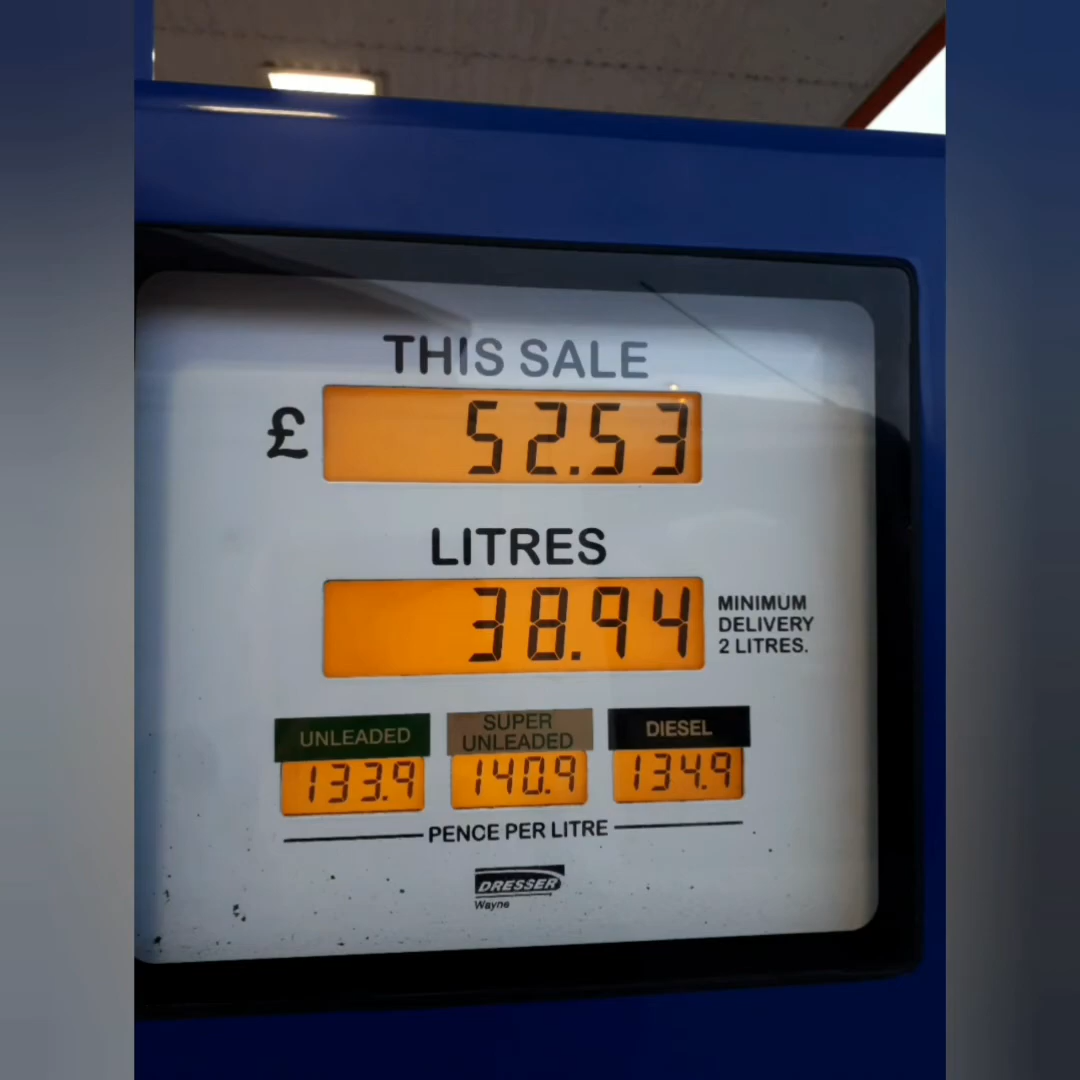 THIS SALE
£ 52.53
LITRES
38.94
MINIMUM
DELIVERY
2 LITRES.
UNLEADED
SUPER
UNLEADED
DIESEL
133.9 140.9 134.9
PENCE PER LITRE
DRESSER
Wayne